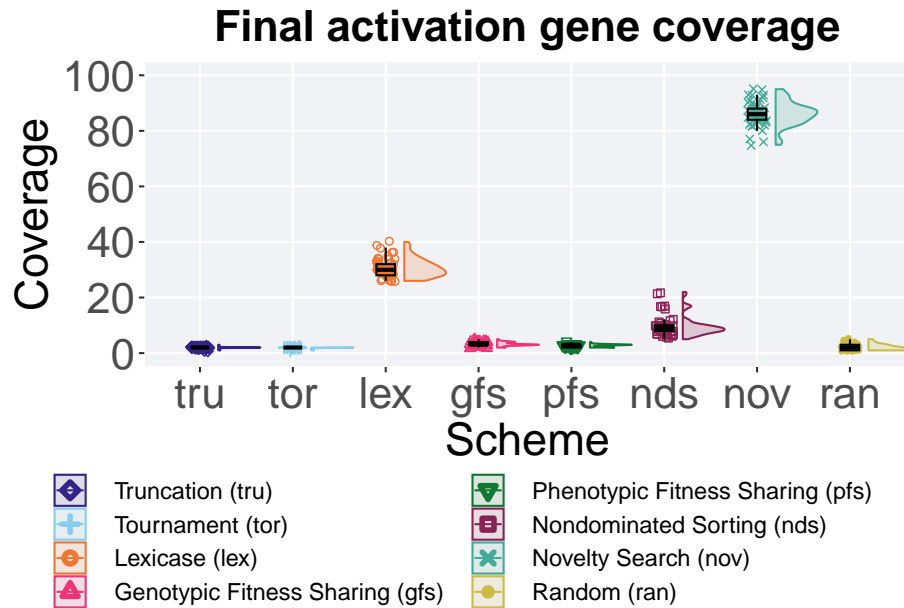 Final activation gene coverage
100
80
60
40
20
0
Coverage
tru tor lex gfs pfs nds nov ran
Scheme
Truncation (tru)
Tournament (tor)
Lexicase (lex)
Genotypic Fitness Sharing (gfs)
Phenotypic Fitness Sharing (pfs)
Nondominated Sorting (nds)
Novelty Search (nov)
Random (ran)